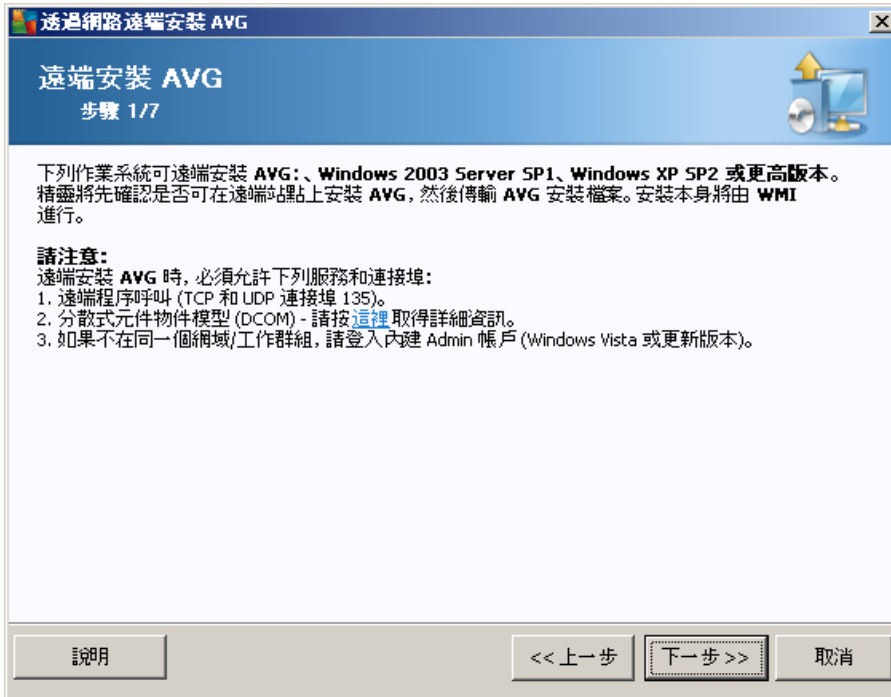 透過網路遠端安裝 AVG
遠端安裝 AVG
步驟 1/7
下列作業系統可遠端安裝 AVG:、Windows 2003 Server SP1、Windows XP SP2 或更高版本。
精靈將先確認是否可在遠端站點上安裝 AVG, 然後傳輸 AVG 安裝檔案。安裝本身將由 WMI
進行。
請注意:
遠端安裝 AVG 時, 必須允許下列服務和連接埠:
1. 遠端程序呼叫 (TCP 和 UDP 連接埠 135)。
2. 分散式元件物件模型 (DCOM) - 請按這裡取得詳細資訊。
3. 如果不在同一個網域/工作群組, 請登入內建 Admin 帳戶 (Windows Vista 或更新版本)。
說明
<< 上一步
下一步 >>
取消